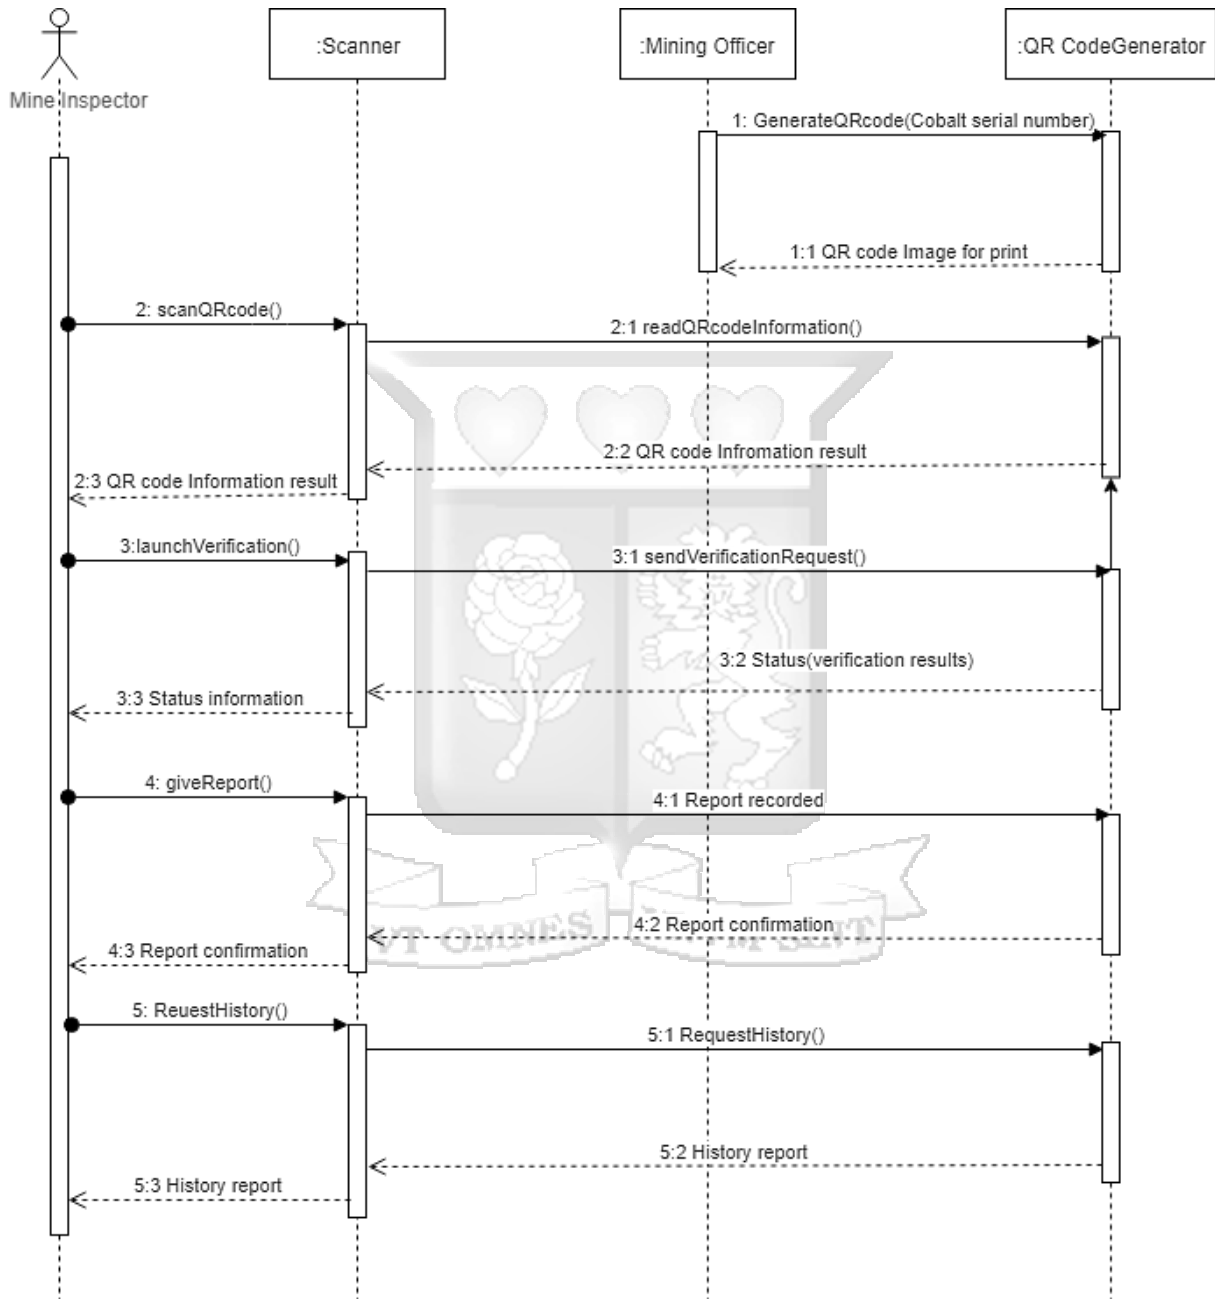 :Scanner
:Mining Officer
:QR CodeGenerator
Mine Inspector
1: GenerateQRcode(Cobalt serial number)
1:1 QR code Image for print
2: scanQRcode()
2:1 readQRcodeInformation()
2:2 QR code Infromation result
2:3 QR code Information result
3:launchVerification()
3:1 sendVerificationRequest()
3:2 Status(verification results)
3:3 Status information
4: giveReport()
4:1 Report recorded
VT OMNES
SINT
4:2 Report confirmation
4:3 Report confirmation
5: ReuestHistory()
5:1 RequestHistory()
5:2 History report
5:3 History report